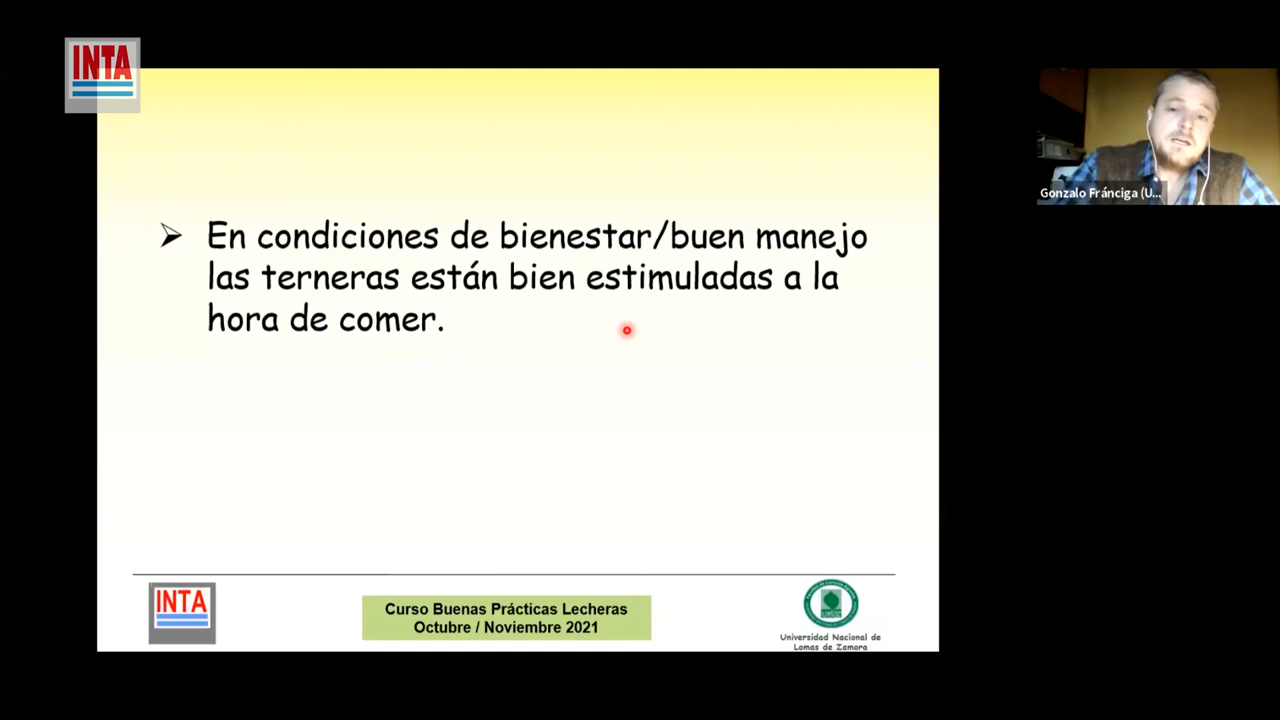 INTA
➢ En condiciones de bienestar/buen manejo
las terneras están bien estimuladas a la
hora de comer.
Gonzalo Fránciga (U...
INTA
Curso Buenas Prácticas Lecheras
Octubre / Noviembre 2021
Universidad Nacional de
Lomas de Zamora